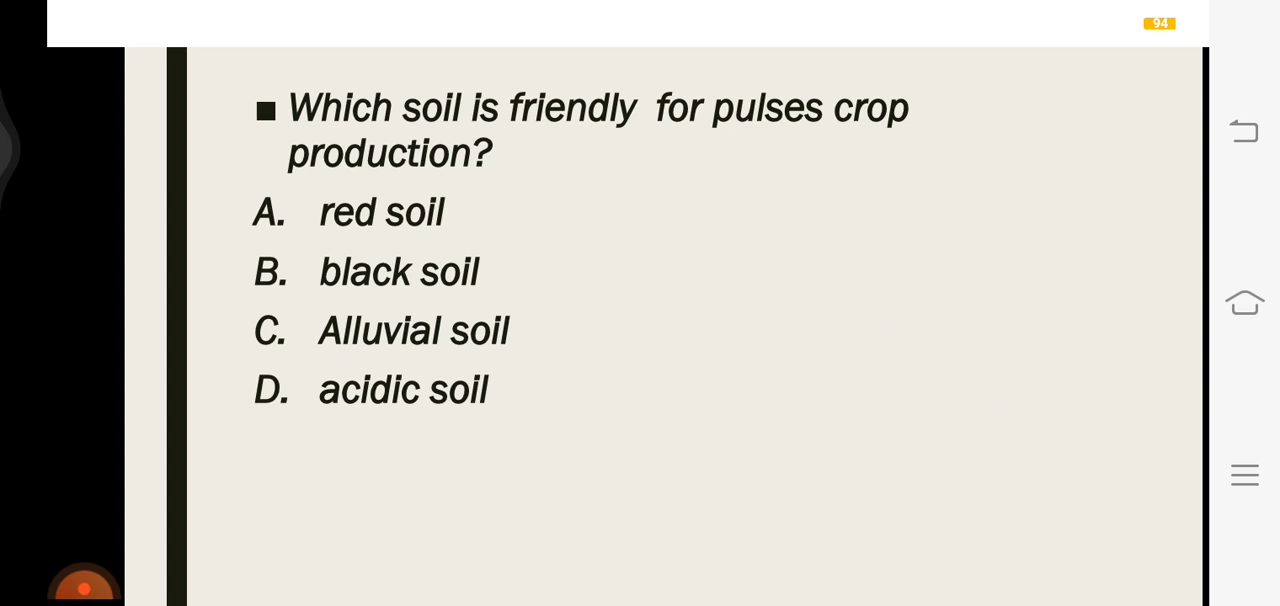 94
■ Which soil is friendly for pulses crop
production?
A. red soil
B. black soil
C. Alluvial soil
D. acidic soil